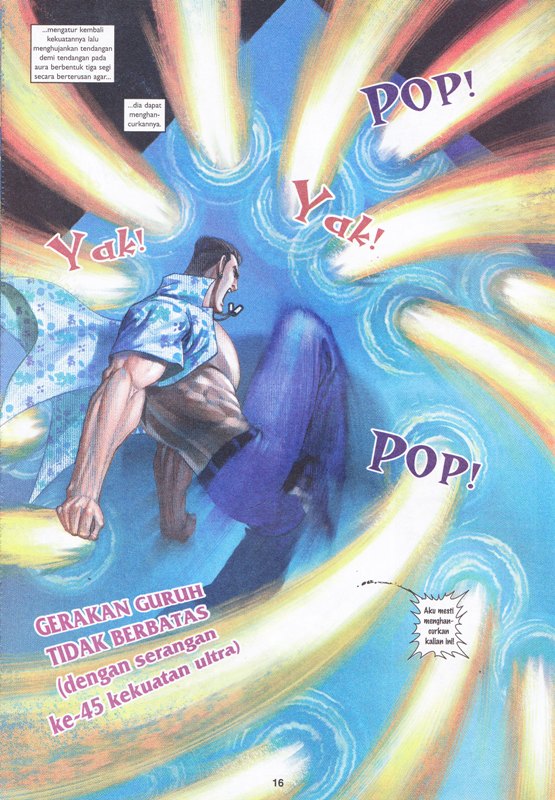 ...mengatur kembali
kekuatannya lalu
menghujankan tendangan
demi tendangan pada
aura berbentuk tiga segi
secara berterusan agar...
...dia dapat
menghan-
curkannya.
POP!
Yak!
Yak!
POP!
Aku mesti
menghan-
curkan
kalian ini!
GERAKAN GURUH
TIDAK BERBATAS
(dengan serangan
ke-45 kekuatan ultra)
16